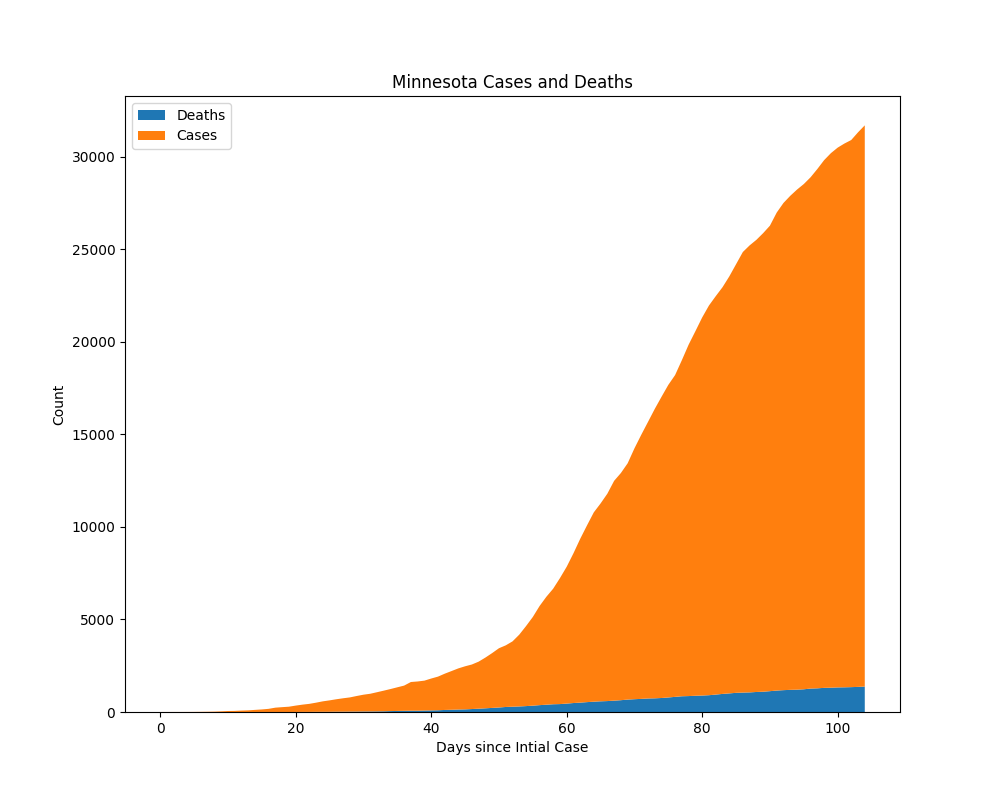 Minnesota Cases and Deaths
Deaths
Cases
30000
25000
20000
15000
10000
5000
0
Count
0 20 40 60 80 100
Days since Intial Case